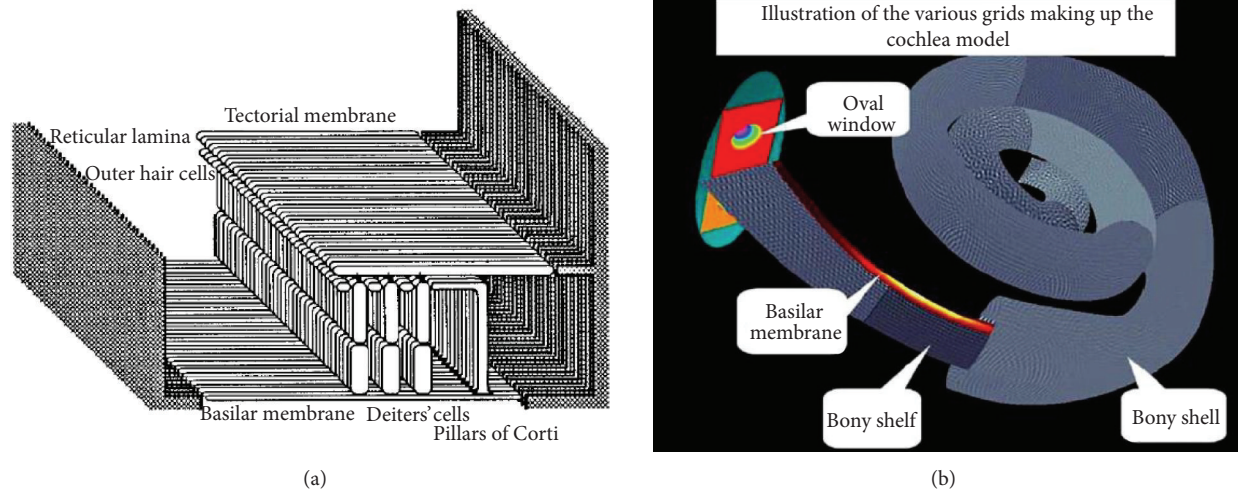 Tectorial membrane
Reticular lamina
Outer hair cells
Basilar membrane
Deiters' cells
Pillars of Corti
(a)
Illustration of the various grids making up the
cochlea model
Oval
window
Basilar
membrane
Bony shelf
Bony shell
(b)